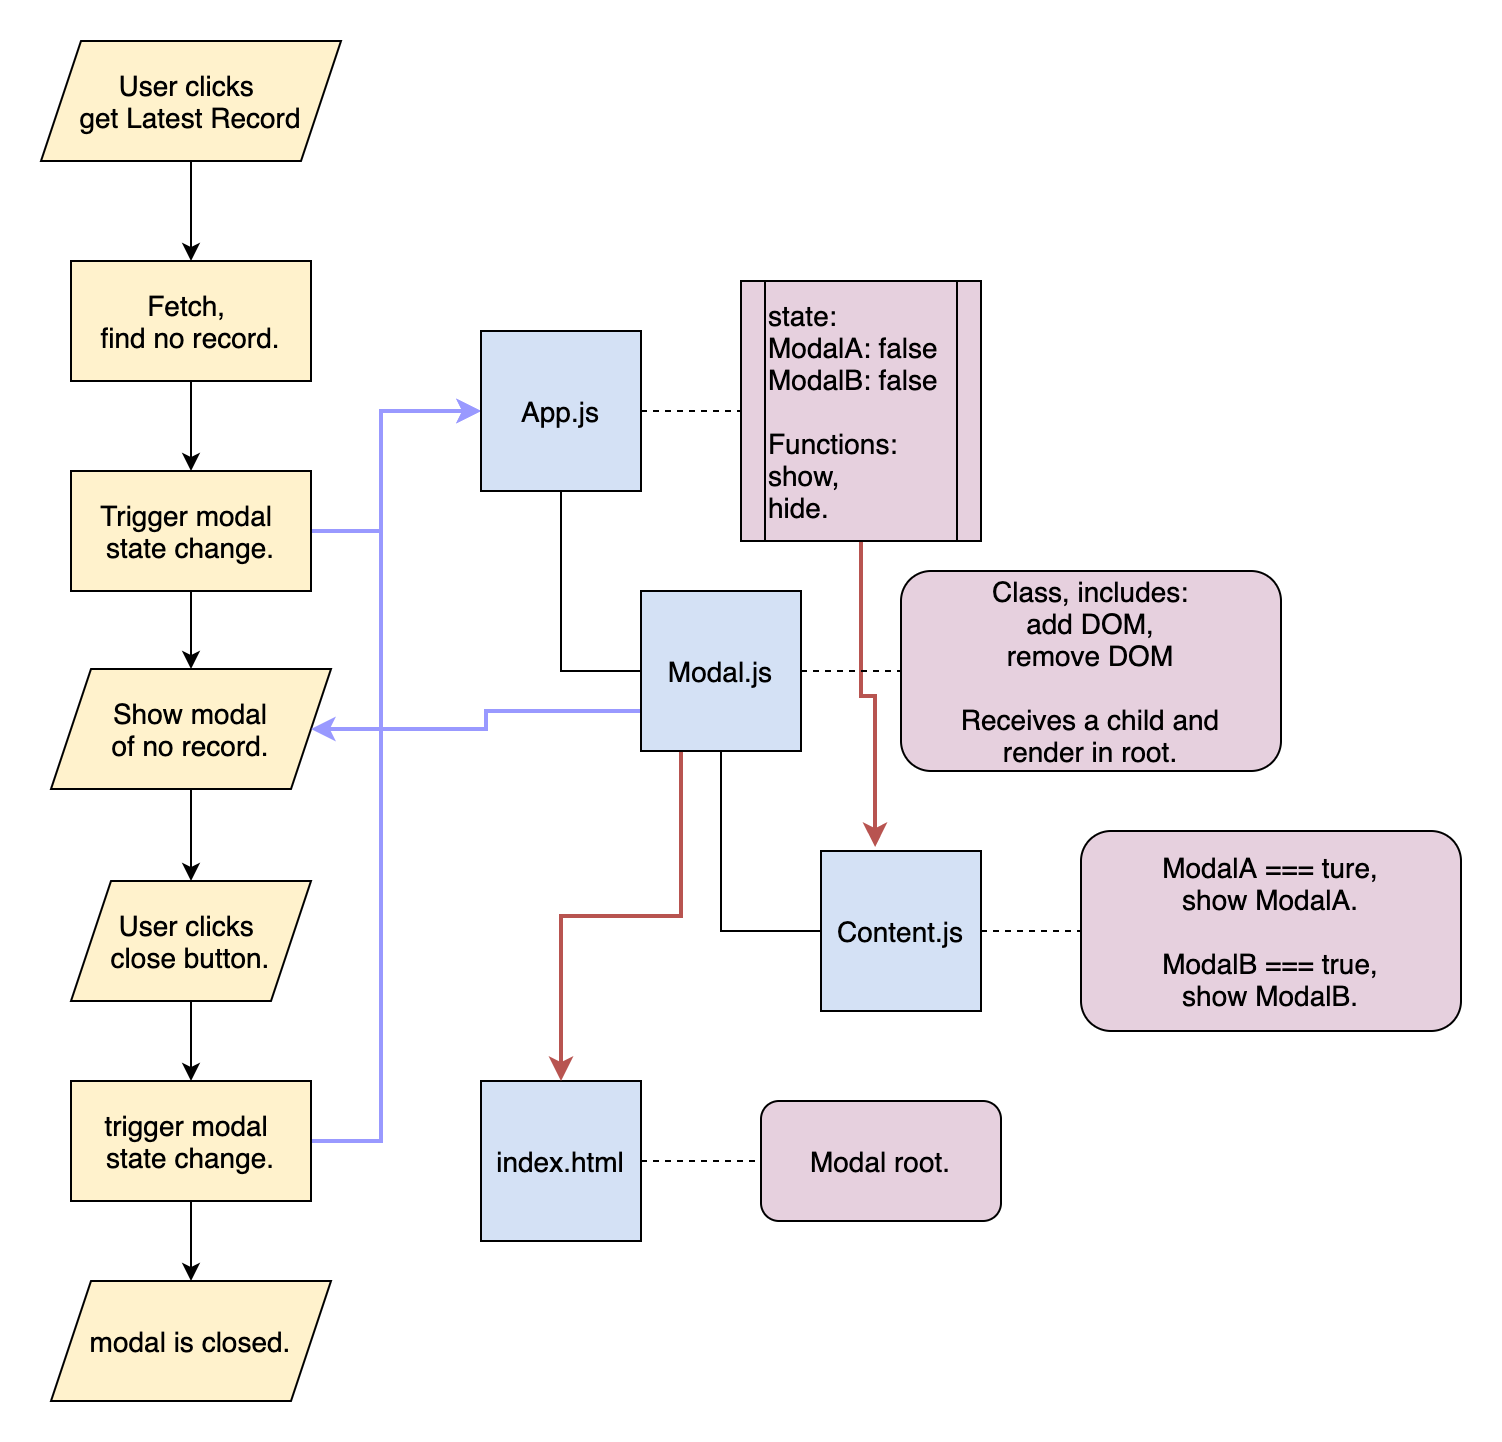 User clicks
get Latest Record
Fetch,
find no record.
Trigger modal
state change.
Show modal
of no record.
User clicks
close button.
trigger modal
state change.
modal is closed.
App.js
state:
ModalA: false
ModalB: false
Functions:
show,
hide.
Modal.js
Class, includes:
add DOM,
remove DOM
Receives a child and
render in root.
Content.js
ModalA === ture,
show ModalA.
ModalB === true,
show ModalB.
index.html
Modal root.